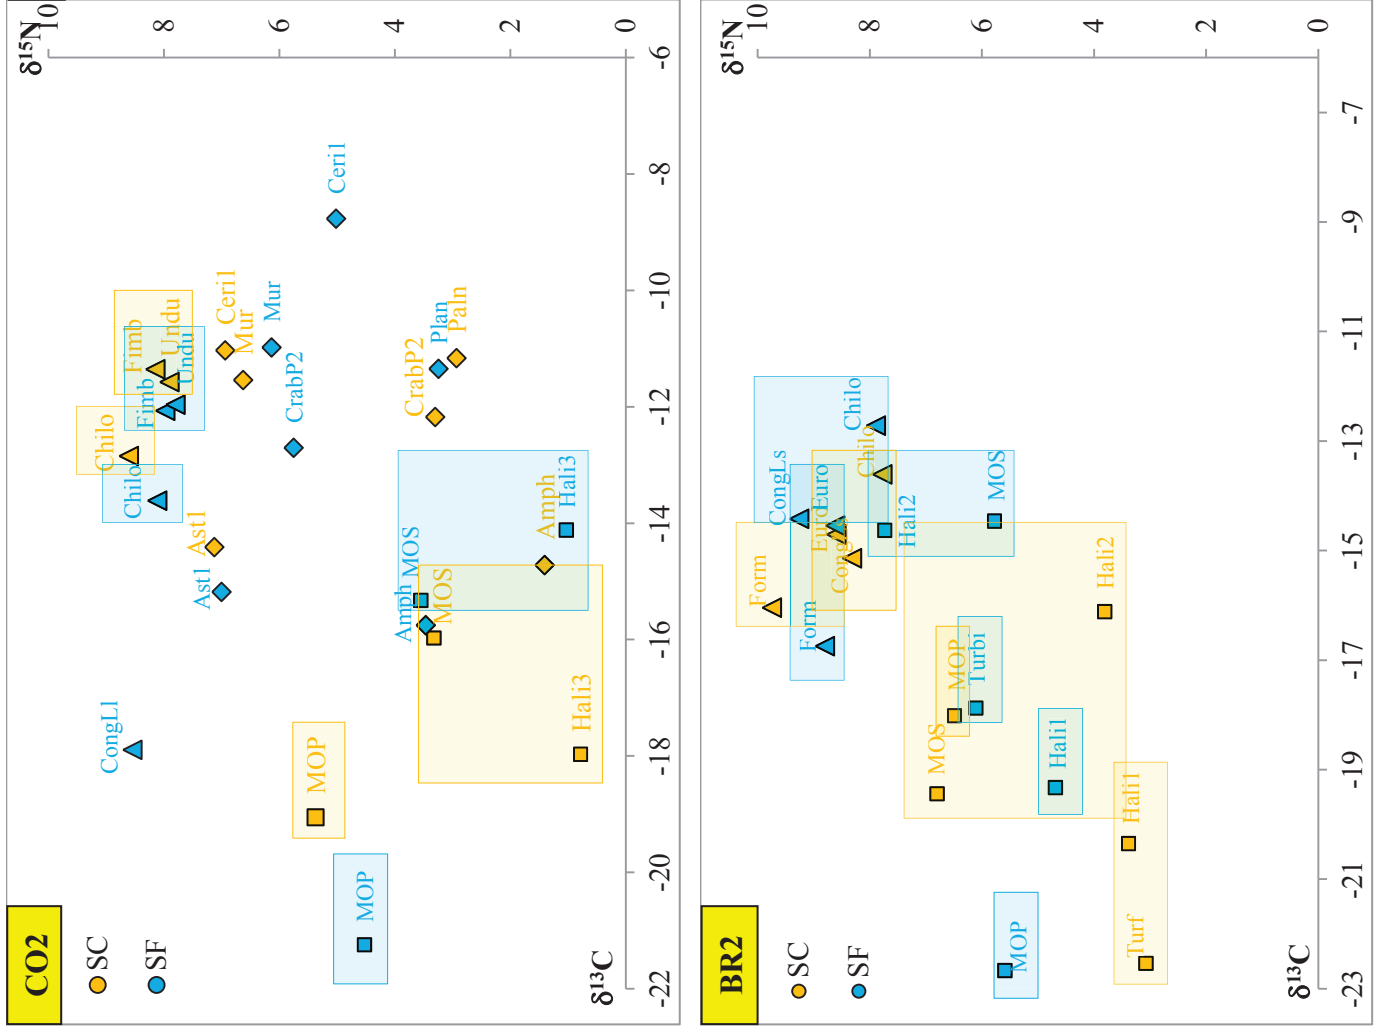 CO2
SC
SF
δ¹⁵N
10
8
6
4
2
0
-6
-8
-10
-12
-14
-16
-18
-20
-22
δ¹³C
Ceri1
Fimb
Undu
Ceri1
Mur
Mur
Fimb
Undu
CrabP2
CrabP2
Plan
Paln
Chilo
Chilo
Ast1
Ast1
Amph
Hali3
MOS
Amph
MOS
CongLl
Hali3
MOP
MOP
BR2
SC
SF
δ¹⁵N
10
8
6
4
2
0
-7
-9
-11
-13
-15
-17
-19
-21
-23
δ¹³C
Chilo
Chilo
CongLs
Euro
MOS
Hali2
Form
Form
Hali2
MOP
Turbi
MOS
Hali1
Hali1
MOP
Turf